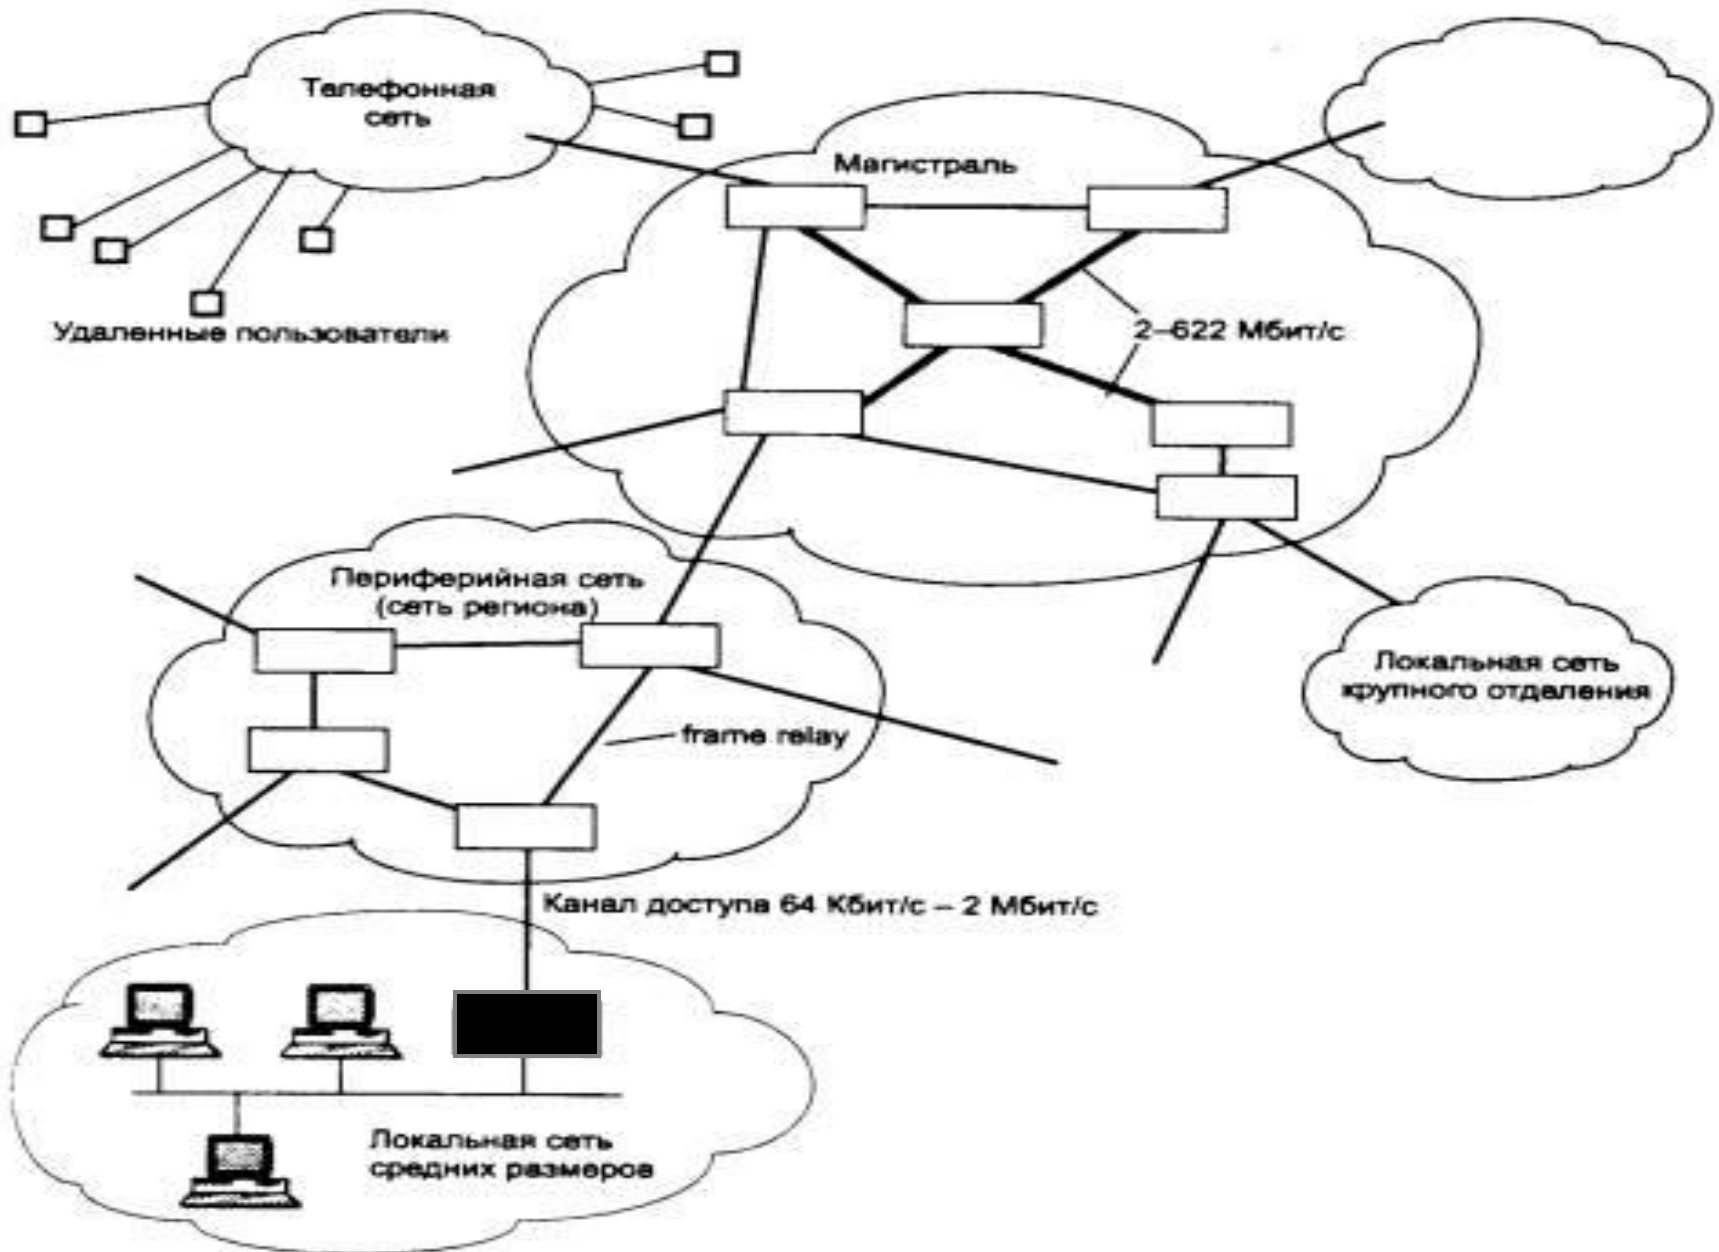 Телефонная
сеть
Магистраль
2–622 Мбит/с
Удаленные пользователи
Периферийная сеть
(сеть региона)
Локальная сеть
крупного отделения
frame relay
Канал доступа 64 Кбит/с – 2 Мбит/с
Локальная сеть
средних размеров